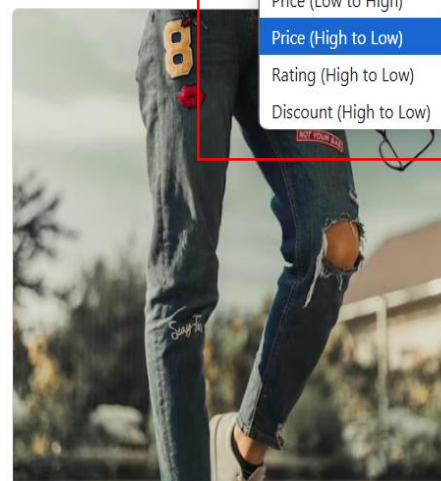 Price (Low to High)
Price (High to Low)
Rating (High to Low)
Discount (High to Low)
8
NOT YOUR BAE